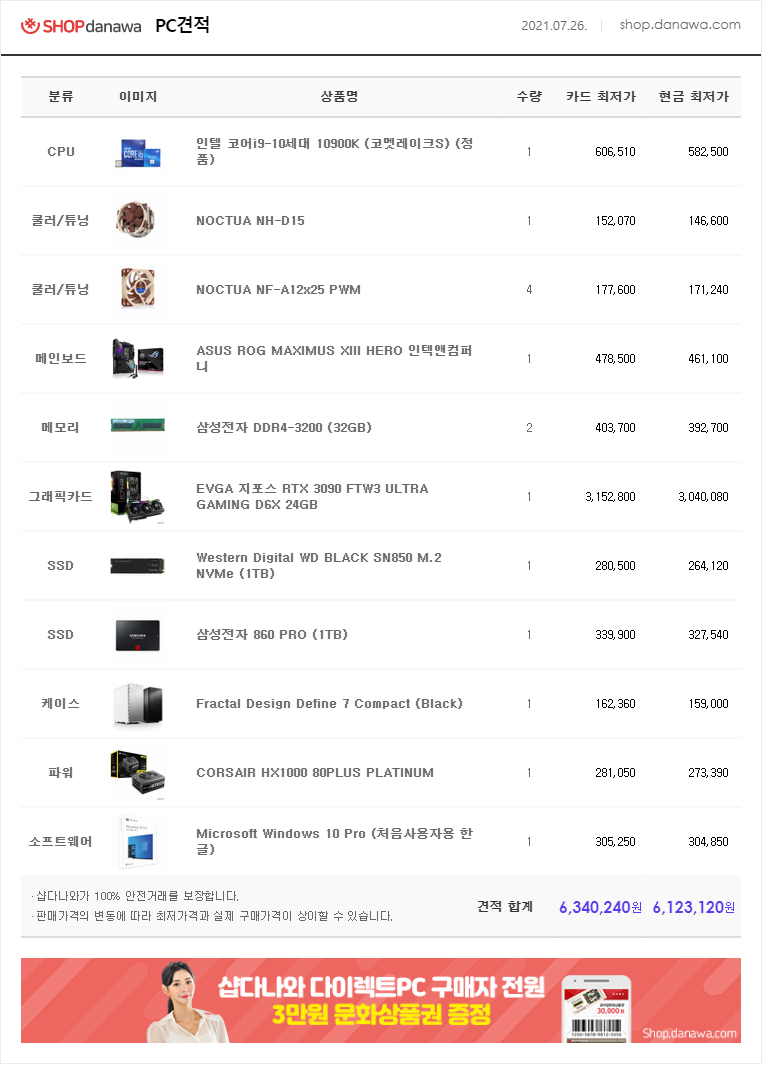 SHOPdanawa PC견적 2021.07.26. shop.danawa.com
분류 이미지 상품명 수량 카드 최저가 현금 최저가
CPU 인텔 코어i9-10세대 10900K (코멧레이크S) (정
품) 1 606,510 582,500
쿨러/튜닝 NOCTUA NH-D15 1 152,070 146,600
쿨러/튜닝 NOCTUA NF-A12x25 PWM 4 177,600 171,240
메인보드 ASUS ROG MAXIMUS XIII HERO 인텍앤컴퍼
니 1 478,500 461,100
메모리 삼성전자 DDR4-3200 (32GB) 2 403,700 392,700
그래픽카드 EVGA 지포스 RTX 3090 FTW3 ULTRA
GAMING D6X 24GB 1 3,152,800 3,040,080
SSD Western Digital WD BLACK SN850 M.2
NVMe (1TB) 1 280,500 264,120
SSD 삼성전자 860 PRO (1TB) 1 339,900 327,540
케이스 Fractal Design Define 7 Compact (Black) 1 162,360 159,000
파워 CORSAIR HX1000 80PLUS PLATINUM 1 281,050 273,390
소프트웨어 Microsoft Windows 10 Pro (처음사용자용 한
글) 1 305,250 304,850
· 샵다나와가 100% 안전거래를 보장합니다.
· 판매가격의 변동에 따라 최저가격과 실제 구매가격이 상이할 수 있습니다.
견적 합계 6,340,240원 6,123,120원
샵다나와 다이렉트PC 구매자 전원
3만원 문화상품권 증정
30,000원
Shop.danawa.com